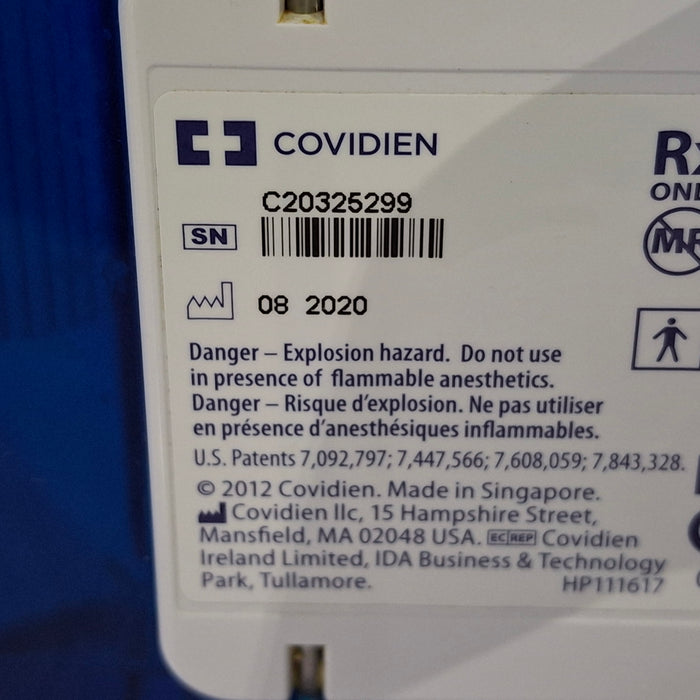 COVIDIEN
Rx
ONLY
C20325299
SN
MR
08 2020
Danger – Explosion hazard. Do not use
in presence of flammable anesthetics.
Danger – Risque d'explosion. Ne pas utiliser
en présence d'anesthésiques inflammables.
U.S. Patents 7,092,797; 7,447,566; 7,608,059; 7,843,328.
© 2012 Covidien. Made in Singapore.
Covidien llc, 15 Hampshire Street,
Mansfield, MA 02048 USA. EC REP Covidien
Ireland Limited, IDA Business & Technology
Park, Tullamore. HP111617